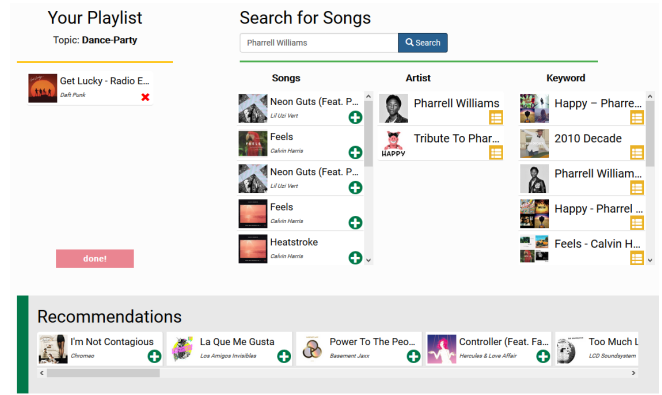 Your Playlist
Topic: Dance-Party
Get Lucky - Radio E...
Daft Punk
done!
Search for Songs
Pharrell Williams
Search
Songs
Neon Guts (Feat. P...
Lil Uzi Vert
Feels
Calvin Harris
Neon Guts (Feat. P...
Lil Uzi Vert
Feels
Calvin Harris
Heatstroke
Calvin Harris
Artist
Pharrell Williams
Tribute To Phar...
HAPPY
Keyword
Happy – Pharre...
2010 Decade
Pharrell William...
Happy - Pharrel ...
Feels - Calvin H...
Recommendations
I'm Not Contagious
Chromeo
La Que Me Gusta
Los Amigos Invisibles
Power To The Peo...
Basement Jaxx
Controller (Feat. Fa...
Hercules & Love Affair
Too Much L
LCD Soundsystem